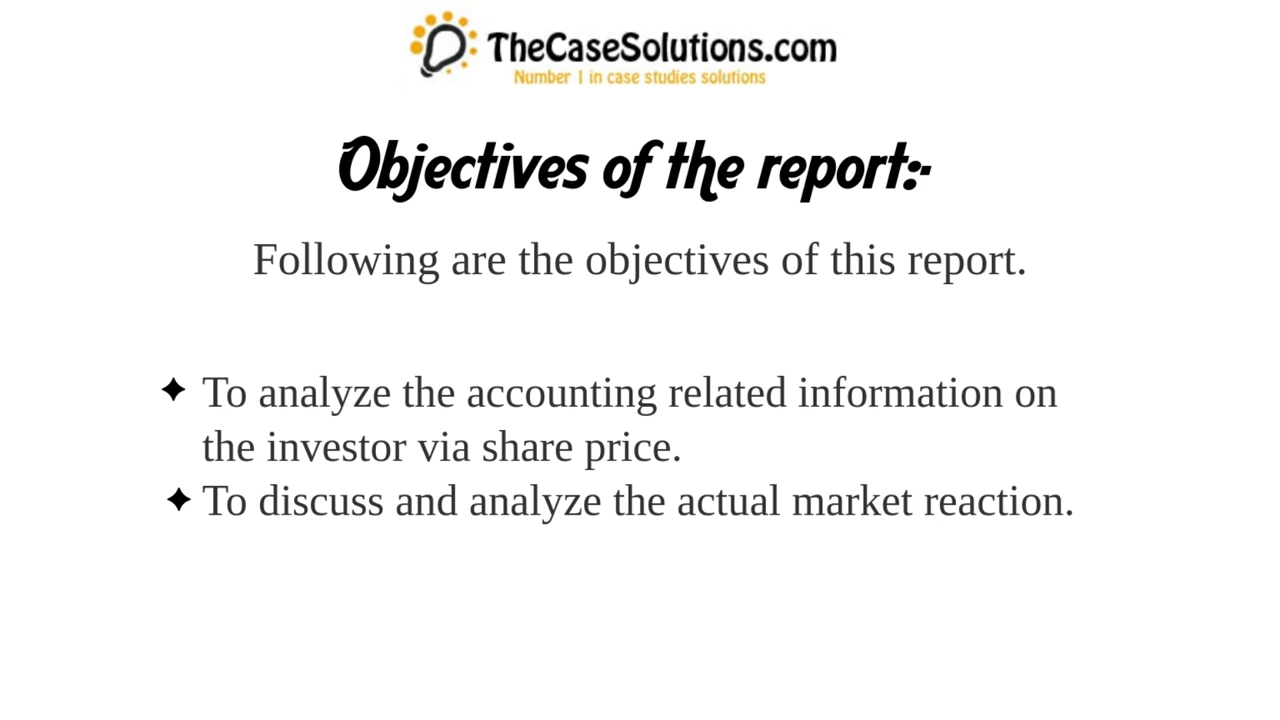 TheCaseSolutions.com
Number 1 in case studies solutions
Objectives of the report:-
Following are the objectives of this report.
✦ To analyze the accounting related information on
the investor via share price.
✦ To discuss and analyze the actual market reaction.